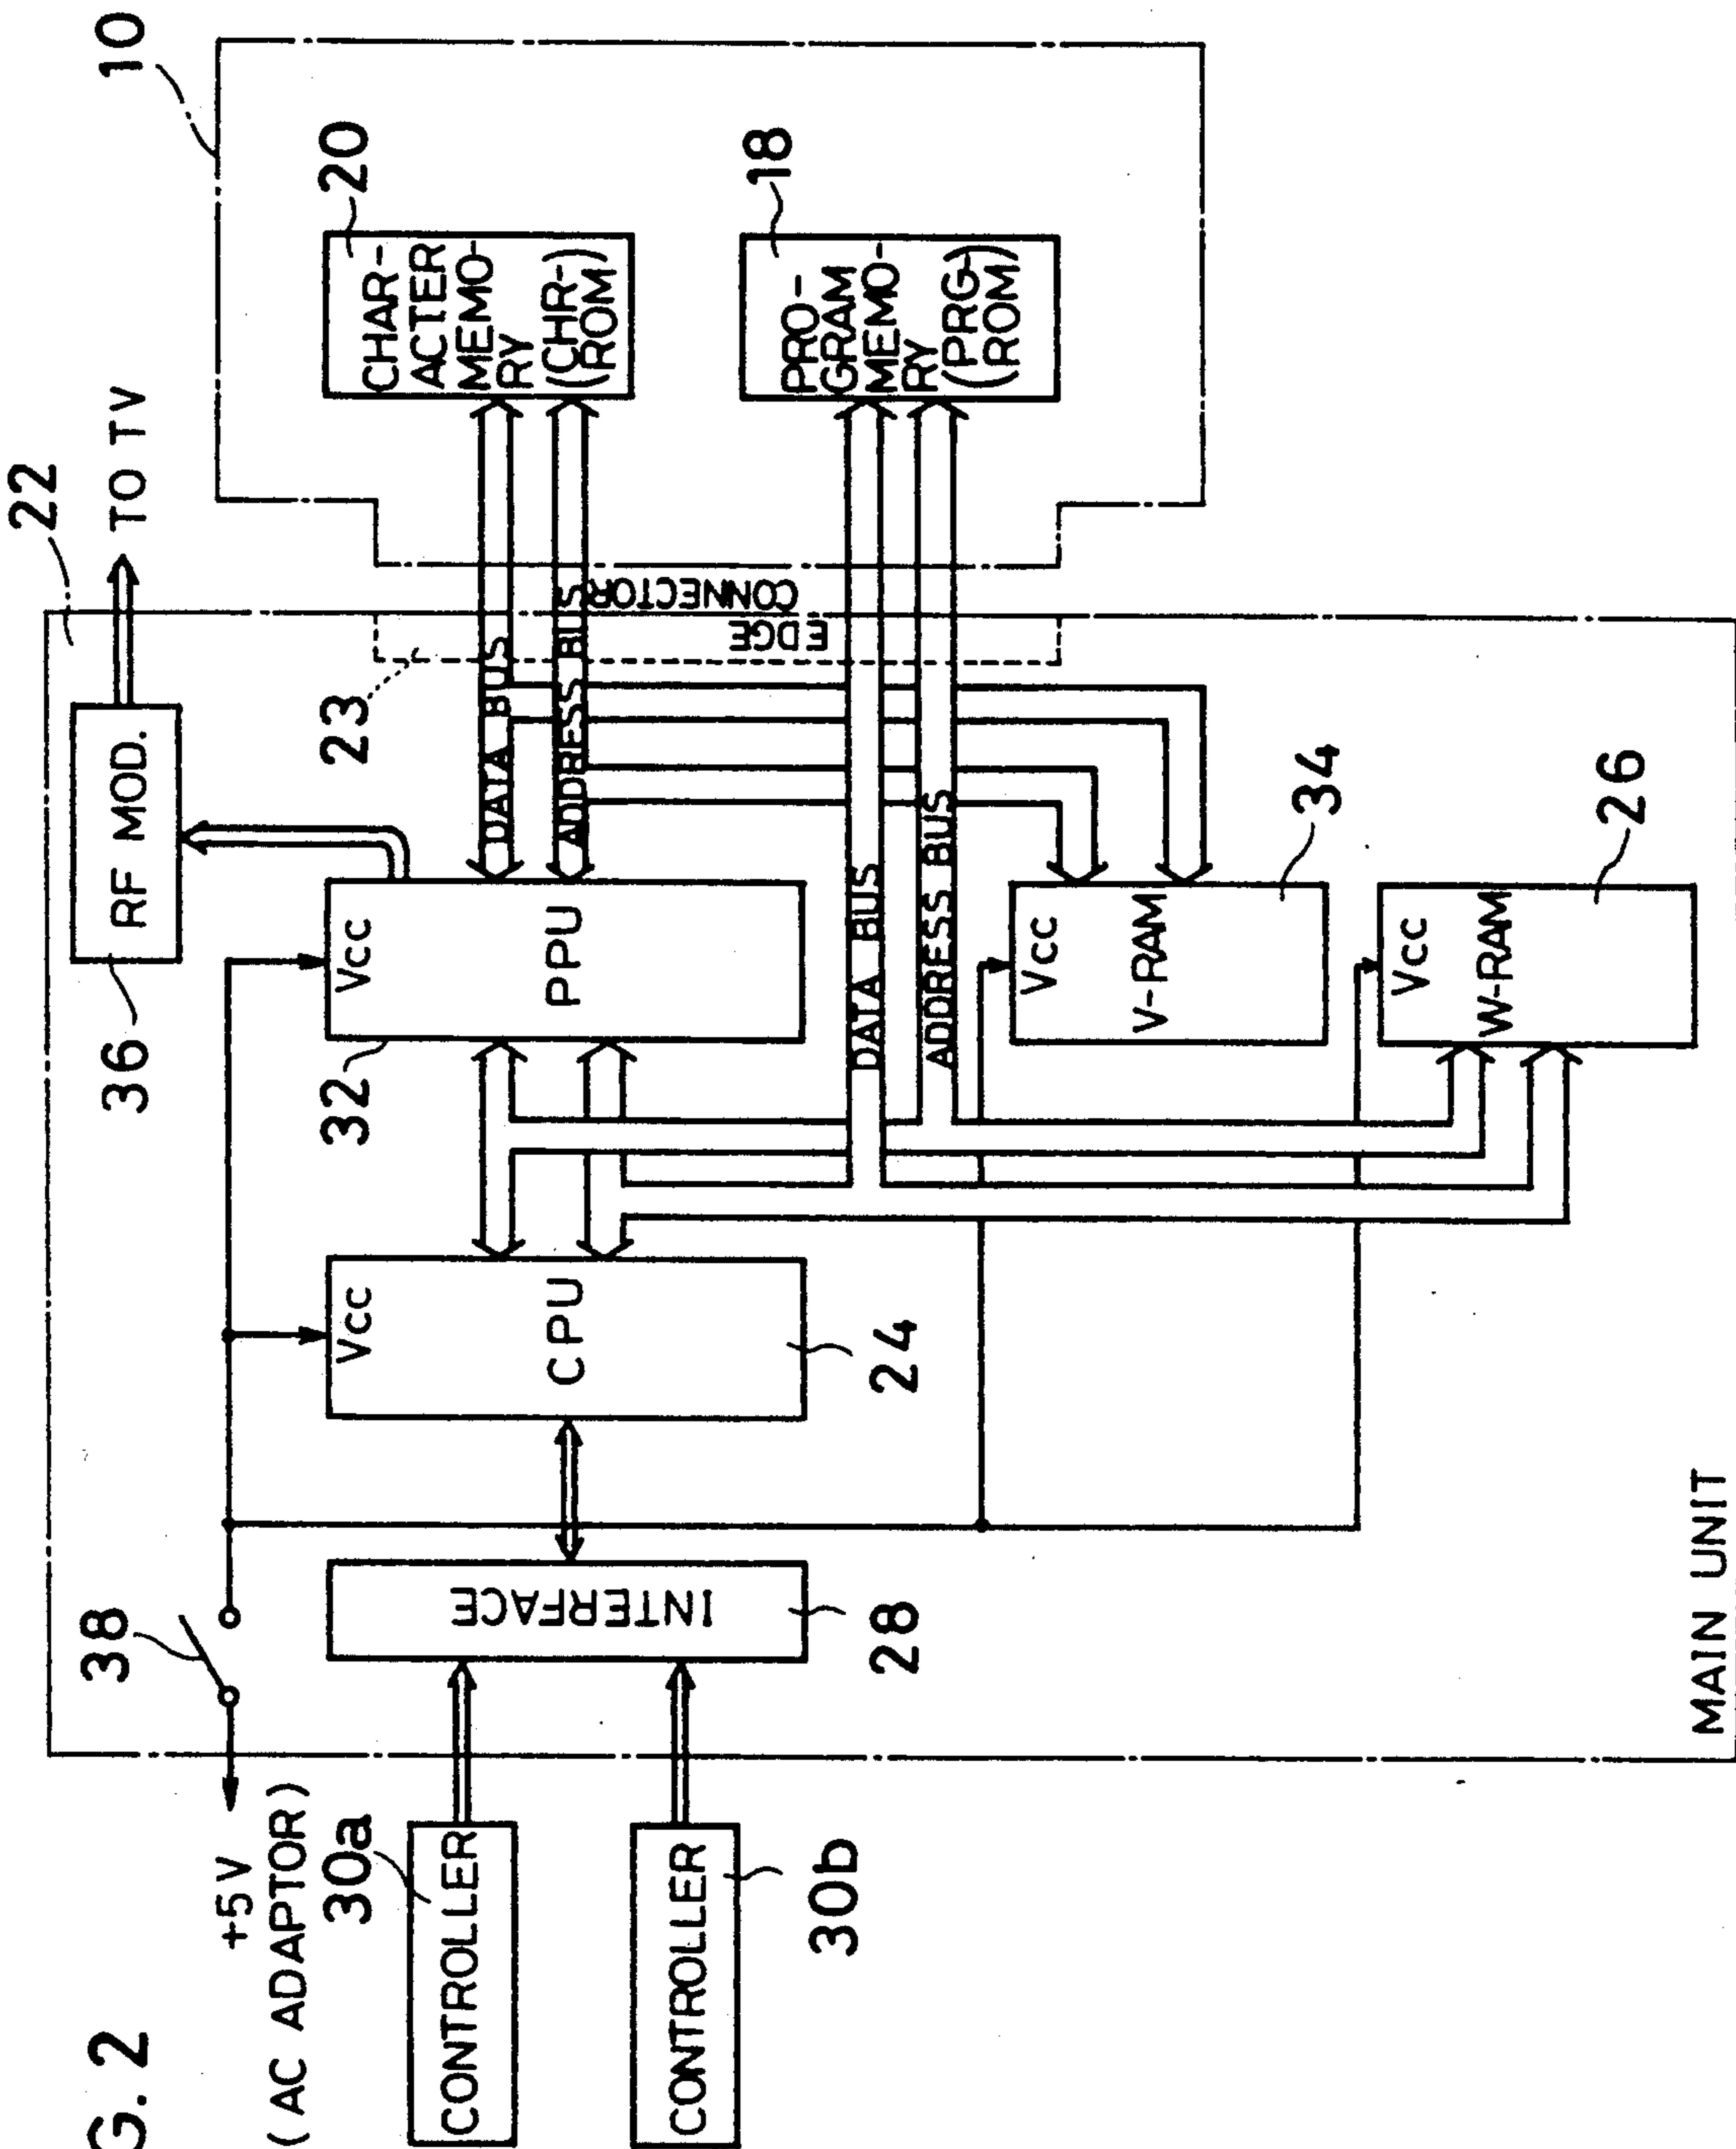 G. 2
+5V
(AC ADAPTOR)
38
36
RF MOD.
22
TO TV
10
30a
CONTROLLER
CONTROLLER
30b
INTERFACE
28
Vcc
CPU
24
32
Vcc
PPU
23
DATA BUS
ADDRESS BUS
EDGE
CONNECTOR
20
CHAR-
ACTER
MEMO-
RY
(CHR-
ROM)
18
PRO-
GRAM
MEMO-
RY
(PRG-
ROM)
DATA BUS
ADDRESS BUS
Vcc
V-RAM
34
Vcc
W-RAM
26
MAIN UNIT